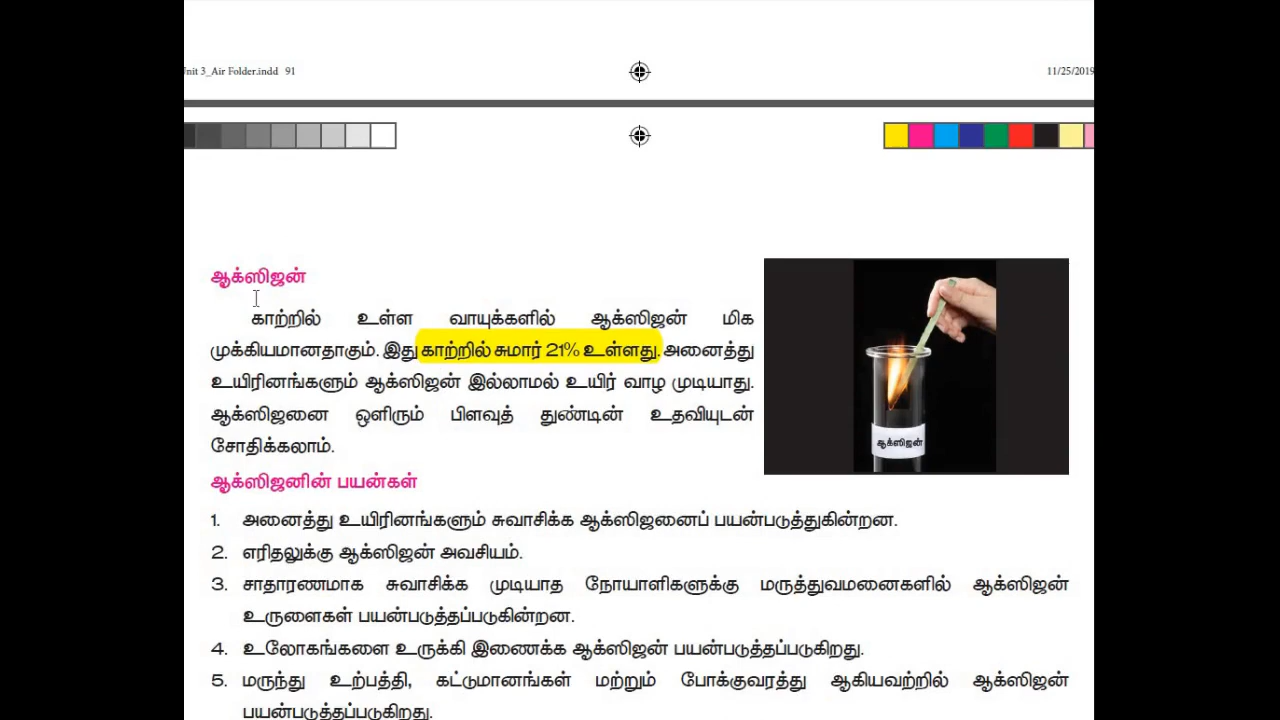 Unit 3_Air Folder.indd 91
11/25/2019
ஆக்ஸிஜன்
காற்றில் உள்ள வாயுக்களில் ஆக்ஸிஜன் மிக
முக்கியமானதாகும். இது காற்றில் சுமார் 21% உள்ளது. அனைத்து
உயிரினங்களும் ஆக்ஸிஜன் இல்லாமல் உயிர் வாழ முடியாது.
ஆக்ஸிஜனை ஒளிரும் பிளவுத் துண்டின் உதவியுடன்
சோதிக்கலாம்.
ஆக்ஸிஜன்
ஆக்ஸிஜனின் பயன்கள்
1. அனைத்து உயிரினங்களும் சுவாசிக்க ஆக்ஸிஜனைப் பயன்படுத்துகின்றன.
2. எரிதலுக்கு ஆக்ஸிஜன் அவசியம்.
3. சாதாரணமாக சுவாசிக்க முடியாத நோயாளிகளுக்கு மருத்துவமனைகளில் ஆக்ஸிஜன்
உருளைகள் பயன்படுத்தப்படுகின்றன.
4. உலோகங்களை உருக்கி இணைக்க ஆக்ஸிஜன் பயன்படுத்தப்படுகிறது.
5. மருந்து உற்பத்தி, கட்டுமானங்கள் மற்றும் போக்குவரத்து ஆகியவற்றில் ஆக்ஸிஜன்
பயன்படுத்தப்படுகிறது.